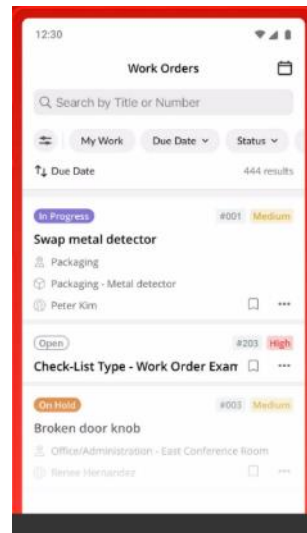 12:30
Work Orders
Search by Title or Number
My Work Due Date Status
Due Date 444 results
In Progress #001 Medium
Swap metal detector
Packaging
Packaging - Metal detector
Peter Kim
Open #203 High
Check-List Type - Work Order Exam
On Hold #003 Medium
Broken door knob
Office/Administration - East Conference Room
Renee Hernandez